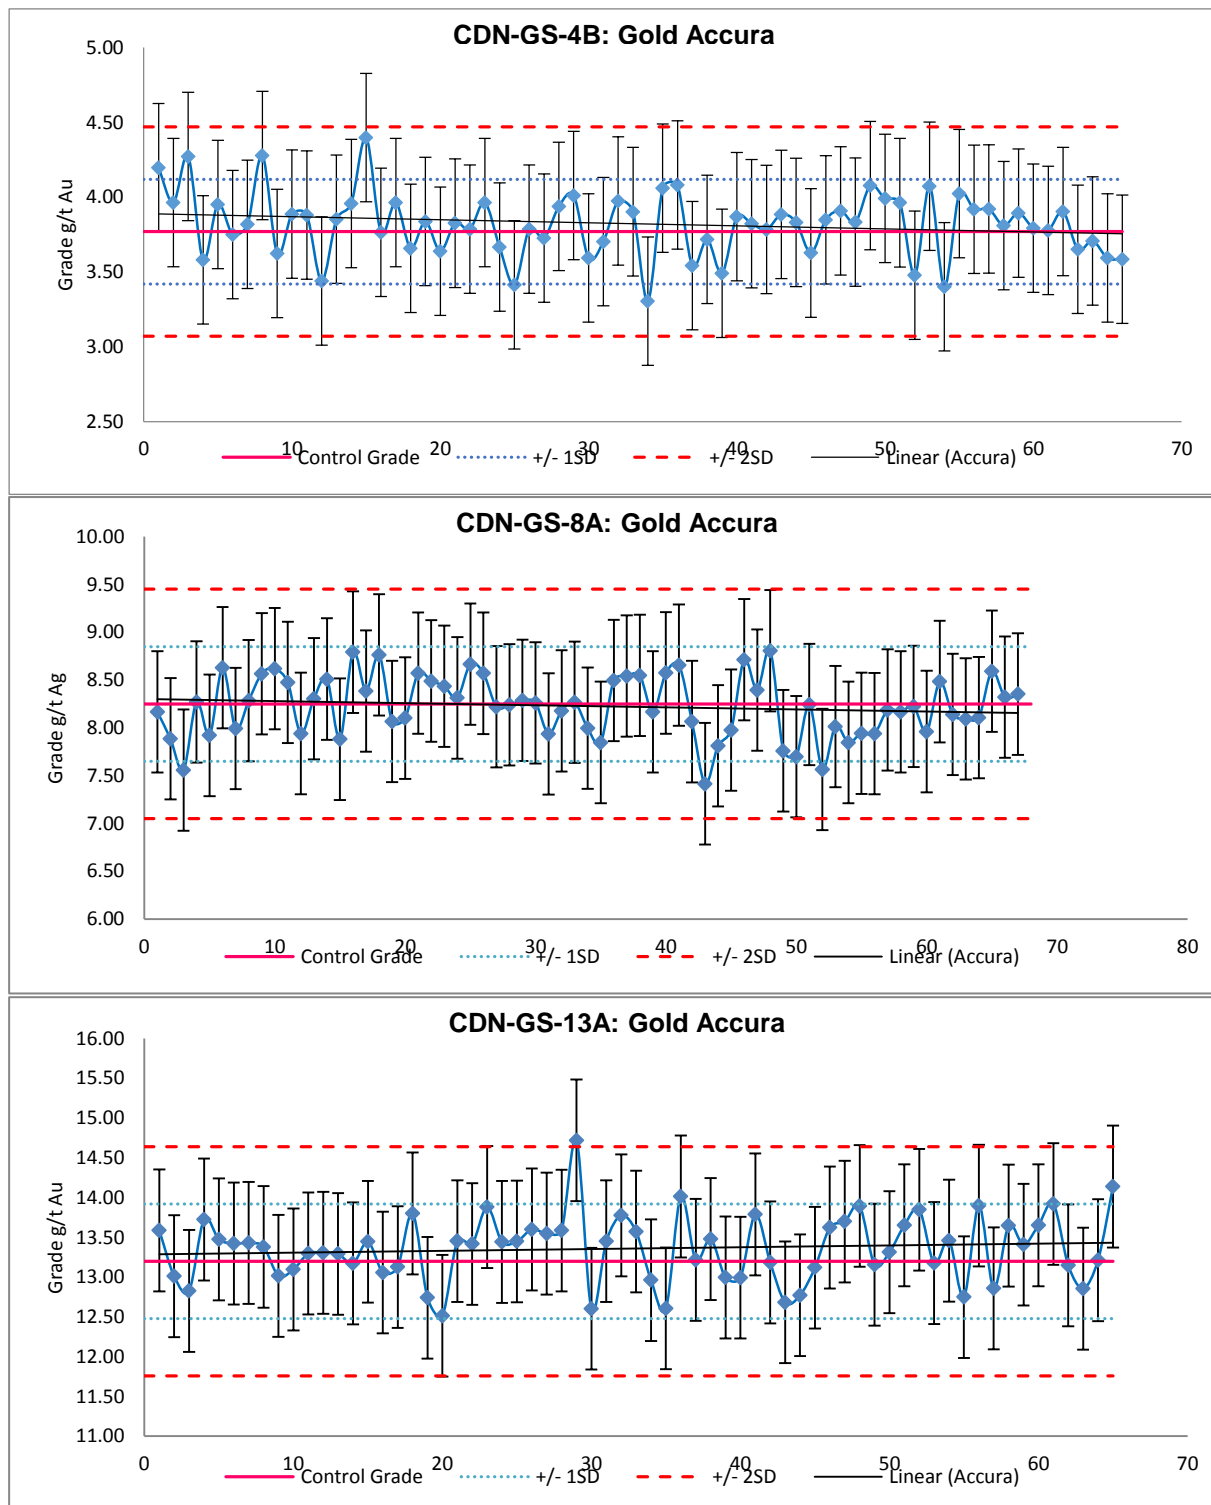 CDN-GS-4B: Gold Accura
5.00
4.50
4.00
3.50
3.00
2.50
Grade g/t Au
0 10 20 30 40 50 60 70
Control Grade +/- 1SD +/- 2SD Linear (Accura)
CDN-GS-8A: Gold Accura
10.00
9.50
9.00
8.50
8.00
7.50
7.00
6.50
6.00
Grade g/t Ag
0 10 20 30 40 50 60 70 80
Control Grade +/- 1SD +/- 2SD Linear (Accura)
CDN-GS-13A: Gold Accura
16.00
15.50
15.00
14.50
14.00
13.50
13.00
12.50
12.00
11.50
11.00
Grade g/t Au
0 10 20 30 40 50 60 70
Control Grade +/- 1SD +/- 2SD Linear (Accura)